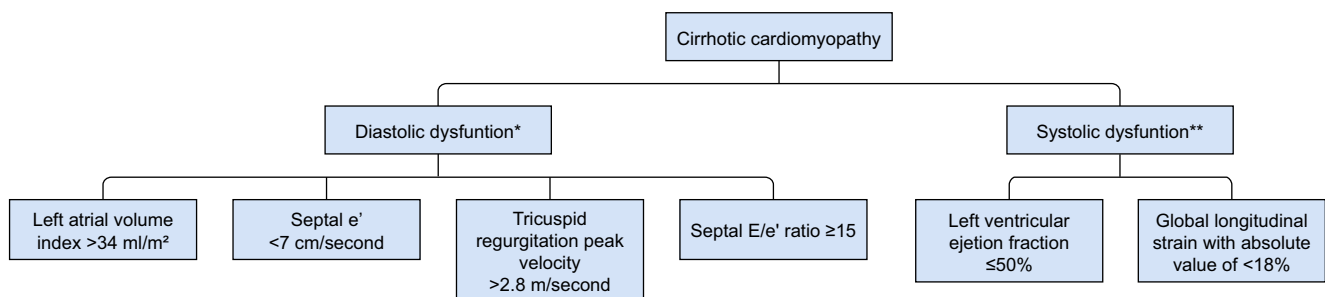 Cirrhotic cardiomyopathy
Diastolic dysfuntion*
Systolic dysfuntion**
Left atrial volume
index >34 ml/m²
Septal e'
<7 cm/second
Tricuspid
regurgitation peak
velocity
>2.8 m/second
Septal E/e' ratio ≥15
Left ventricular
ejetion fraction
≤50%
Global longitudinal
strain with absolute
value of <18%